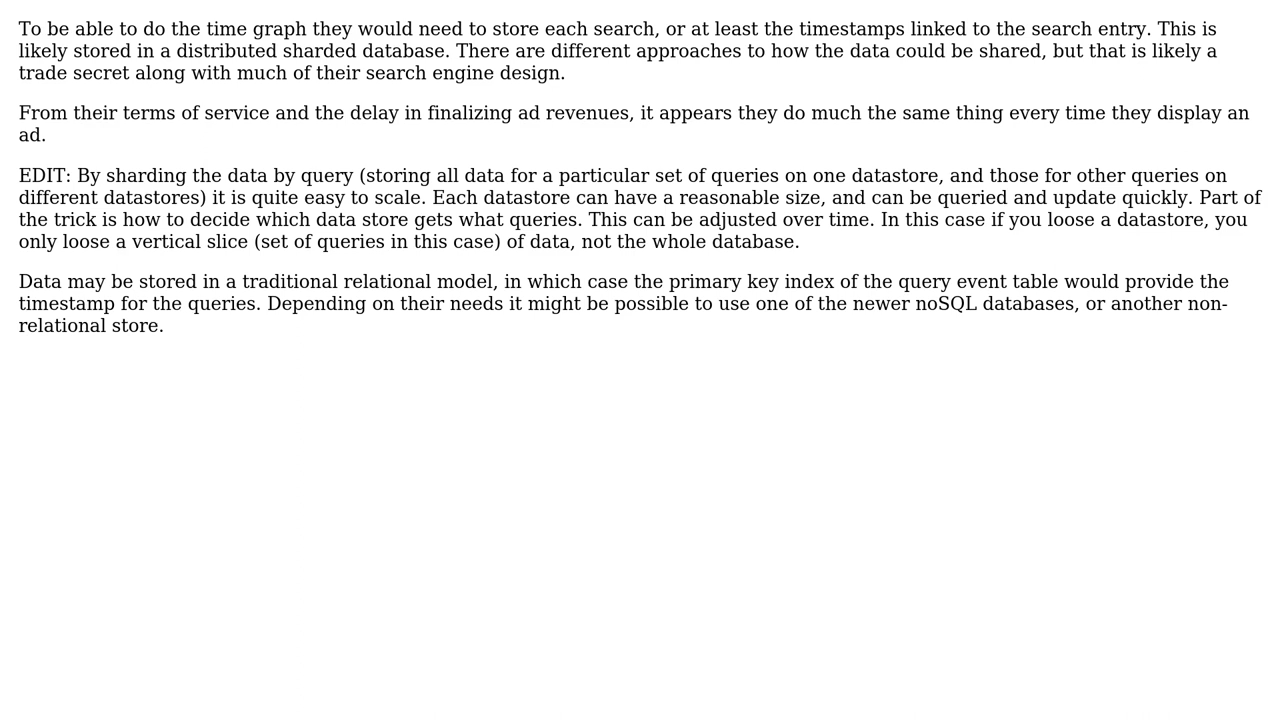 To be able to do the time graph they would need to store each search, or at least the timestamps linked to the search entry. This is
likely stored in a distributed sharded database. There are different approaches to how the data could be shared, but that is likely a
trade secret along with much of their search engine design.
From their terms of service and the delay in finalizing ad revenues, it appears they do much the same thing every time they display an
ad.
EDIT: By sharding the data by query (storing all data for a particular set of queries on one datastore, and those for other queries on
different datastores) it is quite easy to scale. Each datastore can have a reasonable size, and can be queried and update quickly. Part of
the trick is how to decide which data store gets what queries. This can be adjusted over time. In this case if you loose a datastore, you
only loose a vertical slice (set of queries in this case) of data, not the whole database.
Data may be stored in a traditional relational model, in which case the primary key index of the query event table would provide the
timestamp for the queries. Depending on their needs it might be possible to use one of the newer noSQL databases, or another non-
relational store.